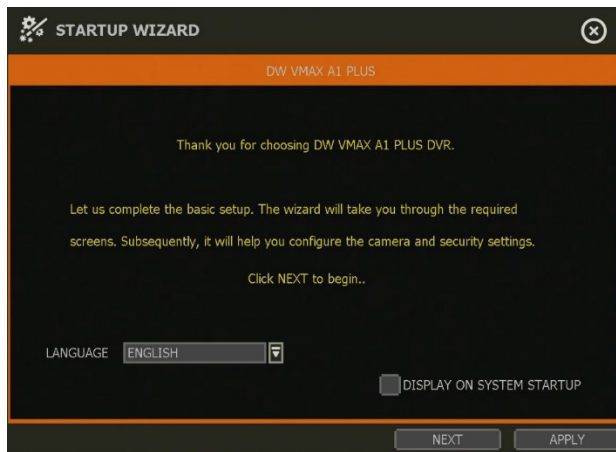 STARTUP WIZARD
DW VMAX A1 PLUS
Thank you for choosing DW VMAX A1 PLUS DVR.
Let us complete the basic setup. The wizard will take you through the required
screens. Subsequently, it will help you configure the camera and security settings.
Click NEXT to begin..
LANGUAGE ENGLISH
DISPLAY ON SYSTEM STARTUP
NEXT APPLY